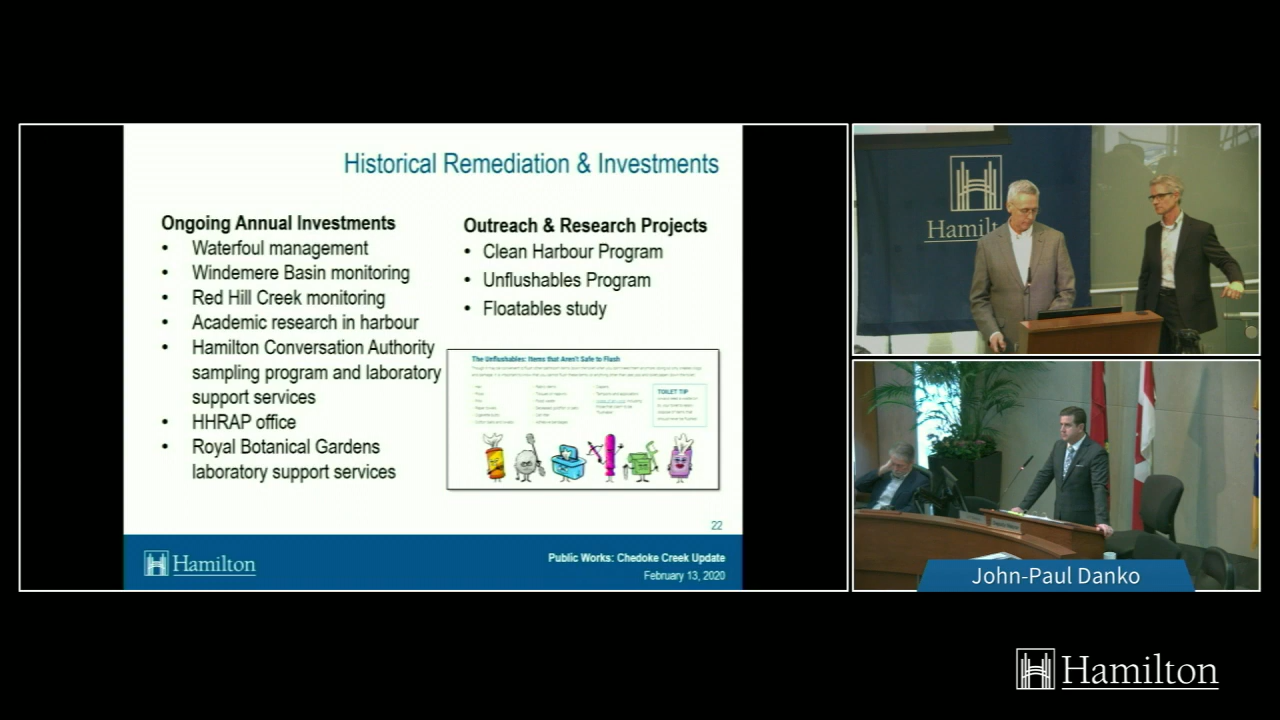 Historical Remediation & Investments
Ongoing Annual Investments
• Waterfoul management
• Windemere Basin monitoring
• Red Hill Creek monitoring
• Academic research in harbour
• Hamilton Conversation Authority
sampling program and laboratory
support services
• HHRAP office
• Royal Botanical Gardens
laboratory support services
Outreach & Research Projects
• Clean Harbour Program
• Unflushables Program
• Floatables study
The Unflushables: Items that Aren't Safe to Flush
TOILET TIP
22
Hamilton
Public Works: Chedoke Creek Update
February 13, 2020
Hamilt
John-Paul Danko
Hamilton